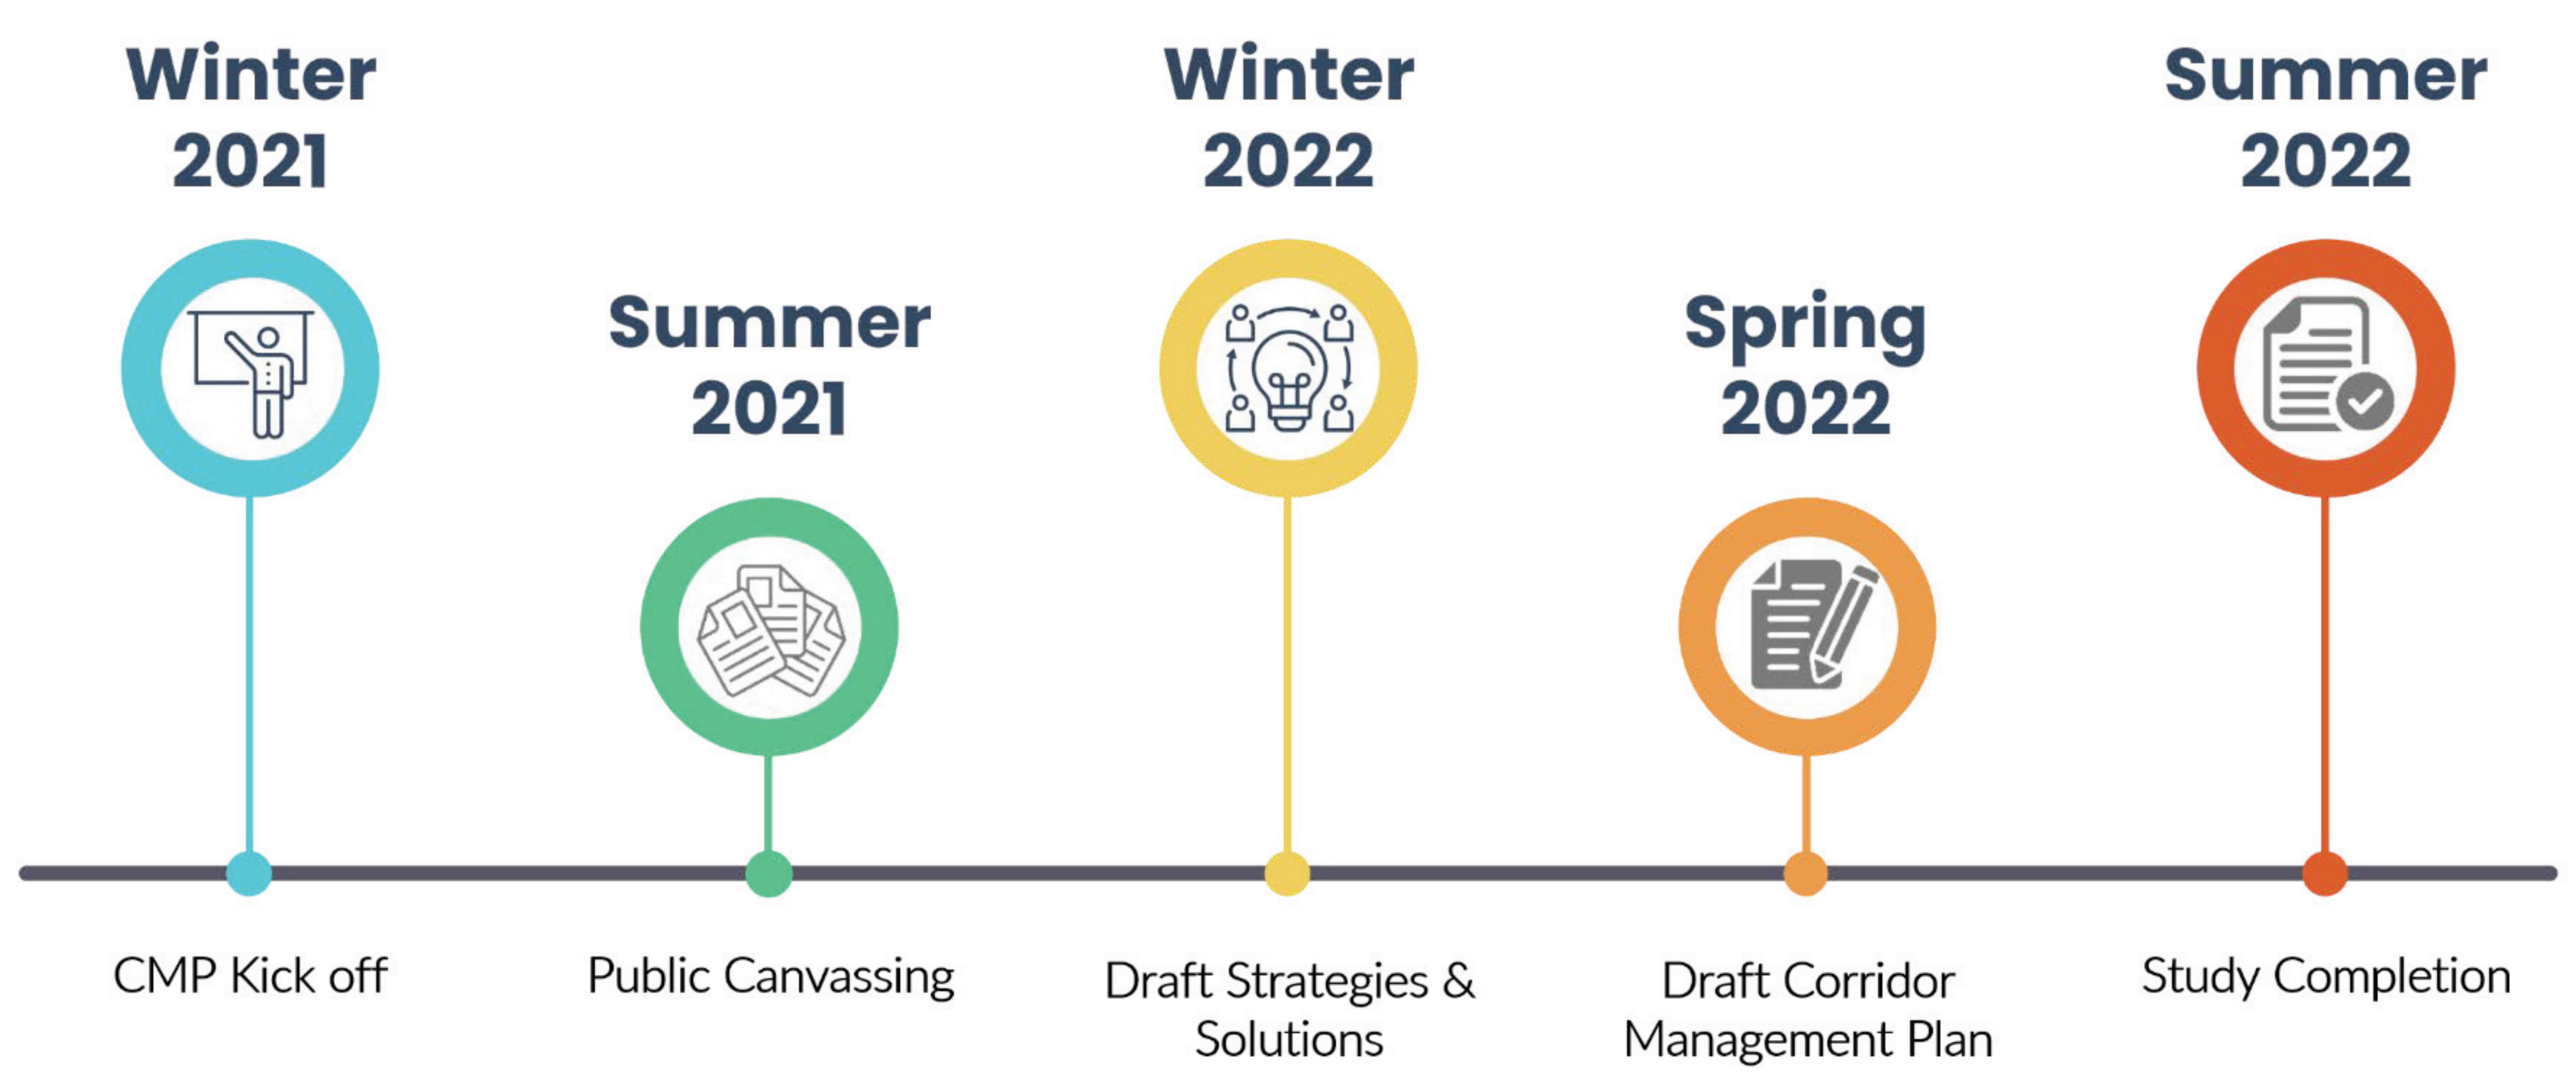 Winter
2021
CMP Kick off
Summer
2021
Public Canvassing
Winter
2022
Draft Strategies &
Solutions
Spring
2022
Draft Corridor
Management Plan
Summer
2022
Study Completion